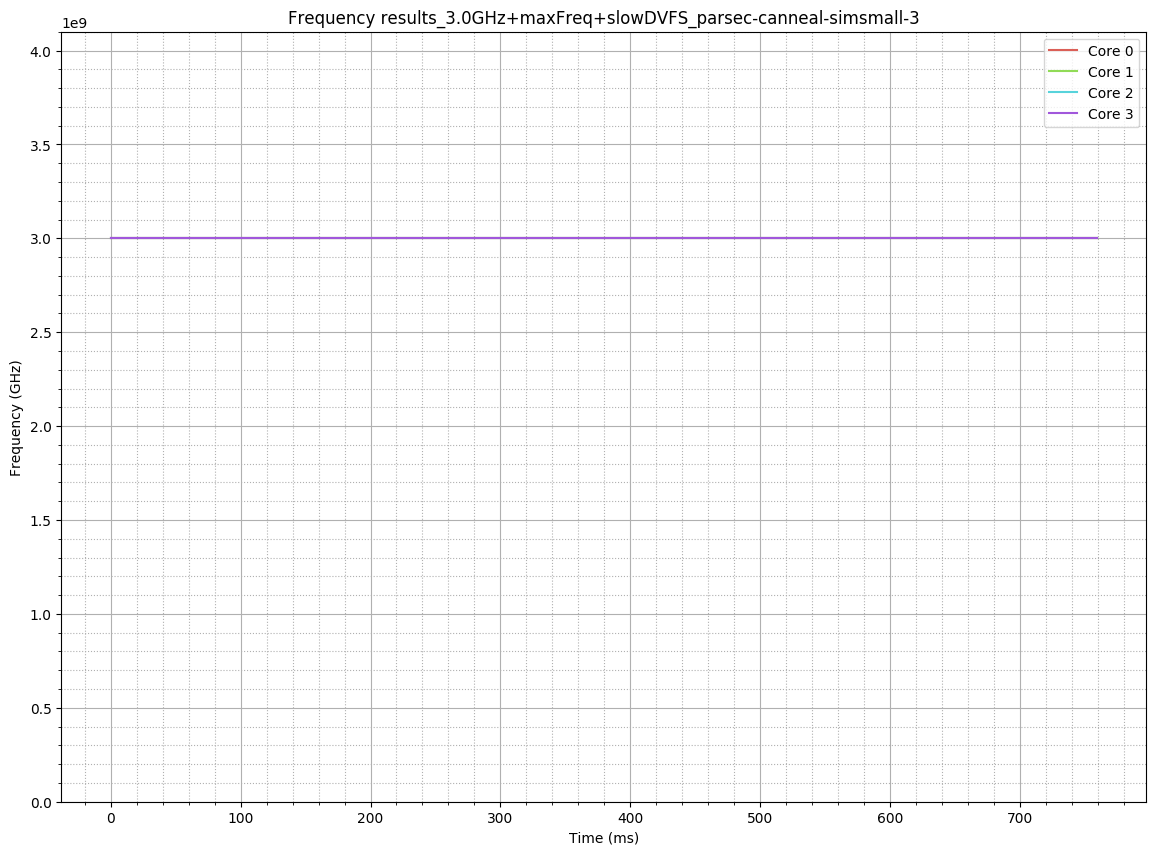 Frequency results_3.0GHz+maxFreq+slowDVFS_parsec-canneal-simsmall-3
1e9
4.0
3.5
3.0
2.5
2.0
1.5
1.0
0.5
0.0
Frequency (GHz)
Core 0
Core 1
Core 2
Core 3
0 100 200 300 400 500 600 700
Time (ms)